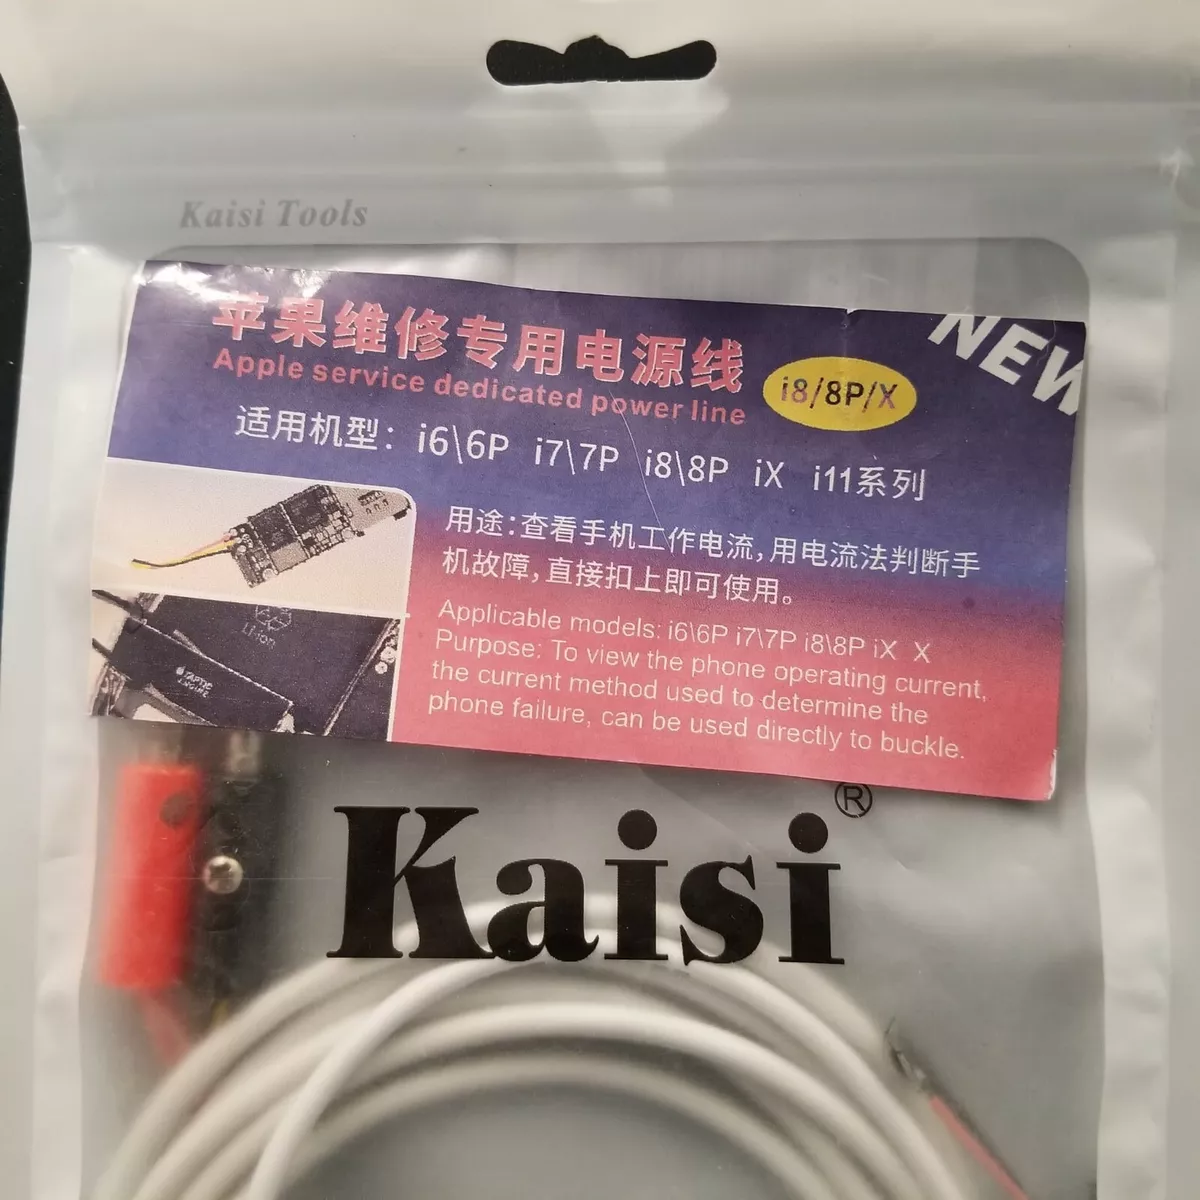 Kaisi Tools
苹果维修专用电源线
NEW
Apple service dedicated power line
i8/8P/X
适用机型：i6\6P i7\7P i8\8P iX i11系列
用途：查看手机工作电流，用电流法判断手
机故障，直接扣上即可使用。
Li-ion
TAPTIC
ENGINE
Applicable models: i6\6P i7\7P i8\8P iX X
Purpose: To view the phone operating current,
the current method used to determine the
phone failure, can be used directly to buckle.
Kaisi®